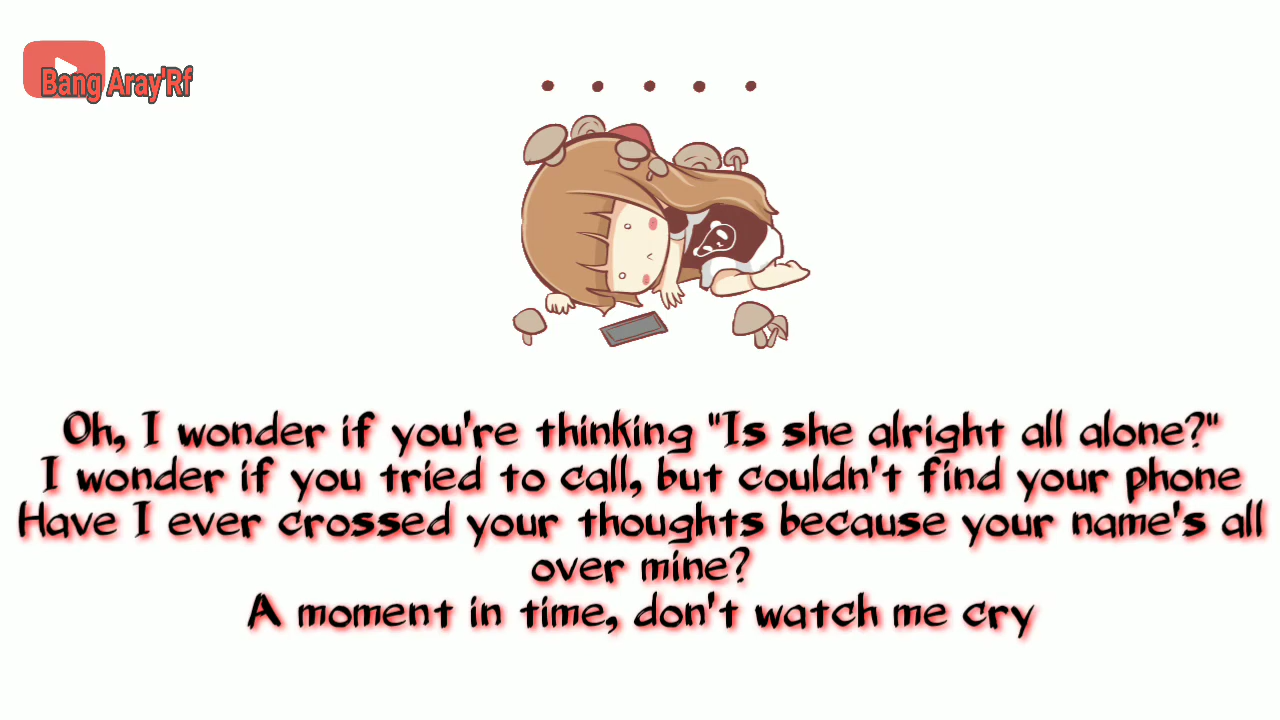 Bang Aray'Rf
Oh, I wonder if you're thinking "Is she alright all alone?"
I wonder if you tried to call, but couldn't find your phone
Have I ever crossed your thoughts because your name's all
over mine?
A moment in time, don't watch me cry